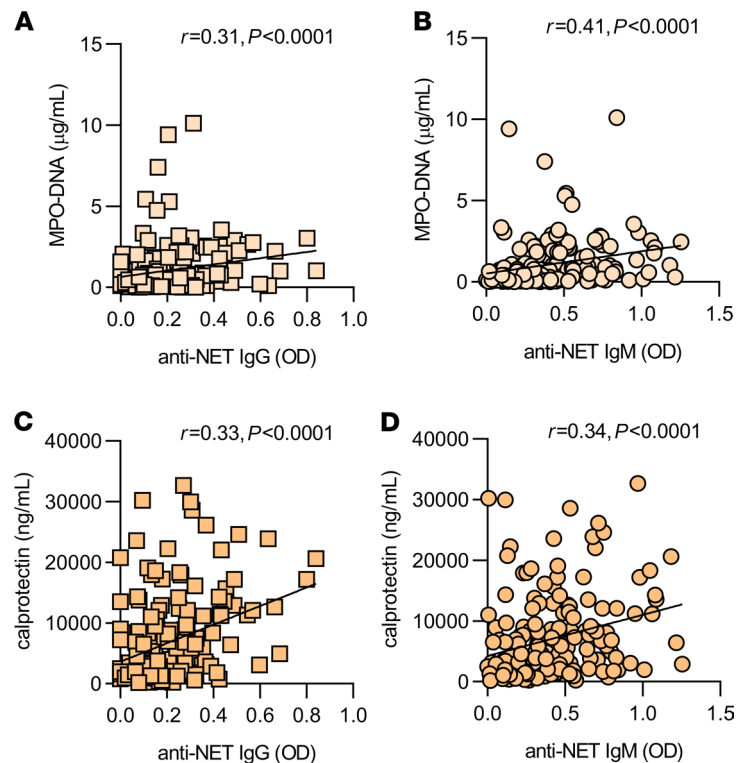 A
r=0.31, P<0.0001
15
10
5
0
MPO-DNA (μg/mL)
0.0 0.2 0.4 0.6 0.8 1.0
anti-NET IgG (OD)
B
r=0.41, P<0.0001
15
10
5
0
MPO-DNA (μg/mL)
0.0 0.5 1.0 1.5
anti-NET IgM (OD)
C
r=0.33, P<0.0001
40000
30000
20000
10000
0
calprotectin (ng/mL)
0.0 0.2 0.4 0.6 0.8 1.0
anti-NET IgG (OD)
D
r=0.34, P<0.0001
40000
30000
20000
10000
0
calprotectin (ng/mL)
0.0 0.5 1.0 1.5
anti-NET IgM (OD)